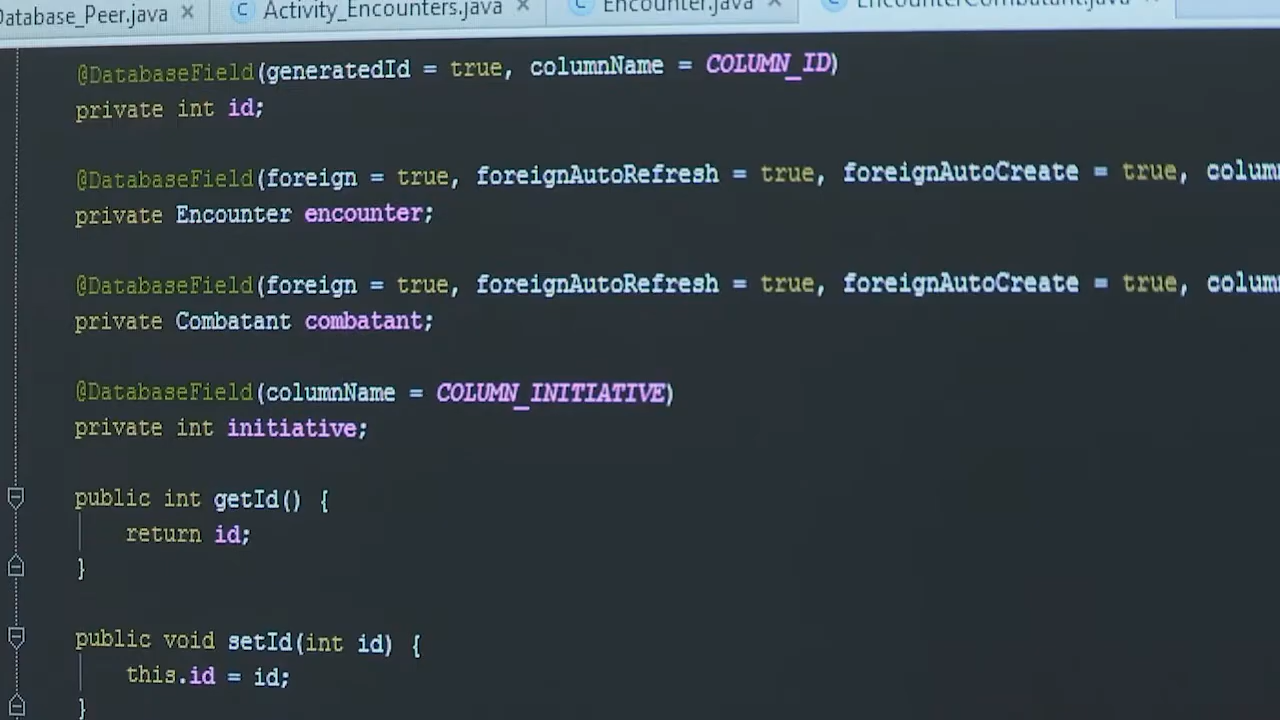 Database_Peer.java Activity_Encounters.java Encounter.java EncounterCombatant.java
@DatabaseField(generatedId = true, columnName = COLUMN_ID)
private int id;
@DatabaseField(foreign = true, foreignAutoRefresh = true, foreignAutoCreate = true, colum
private Encounter encounter;
@DatabaseField(foreign = true, foreignAutoRefresh = true, foreignAutoCreate = true, colum
private Combatant combatant;
@DatabaseField(columnName = COLUMN_INITIATIVE)
private int initiative;
public int getId() {
return id;
}
public void setId(int id) {
this.id = id;
}